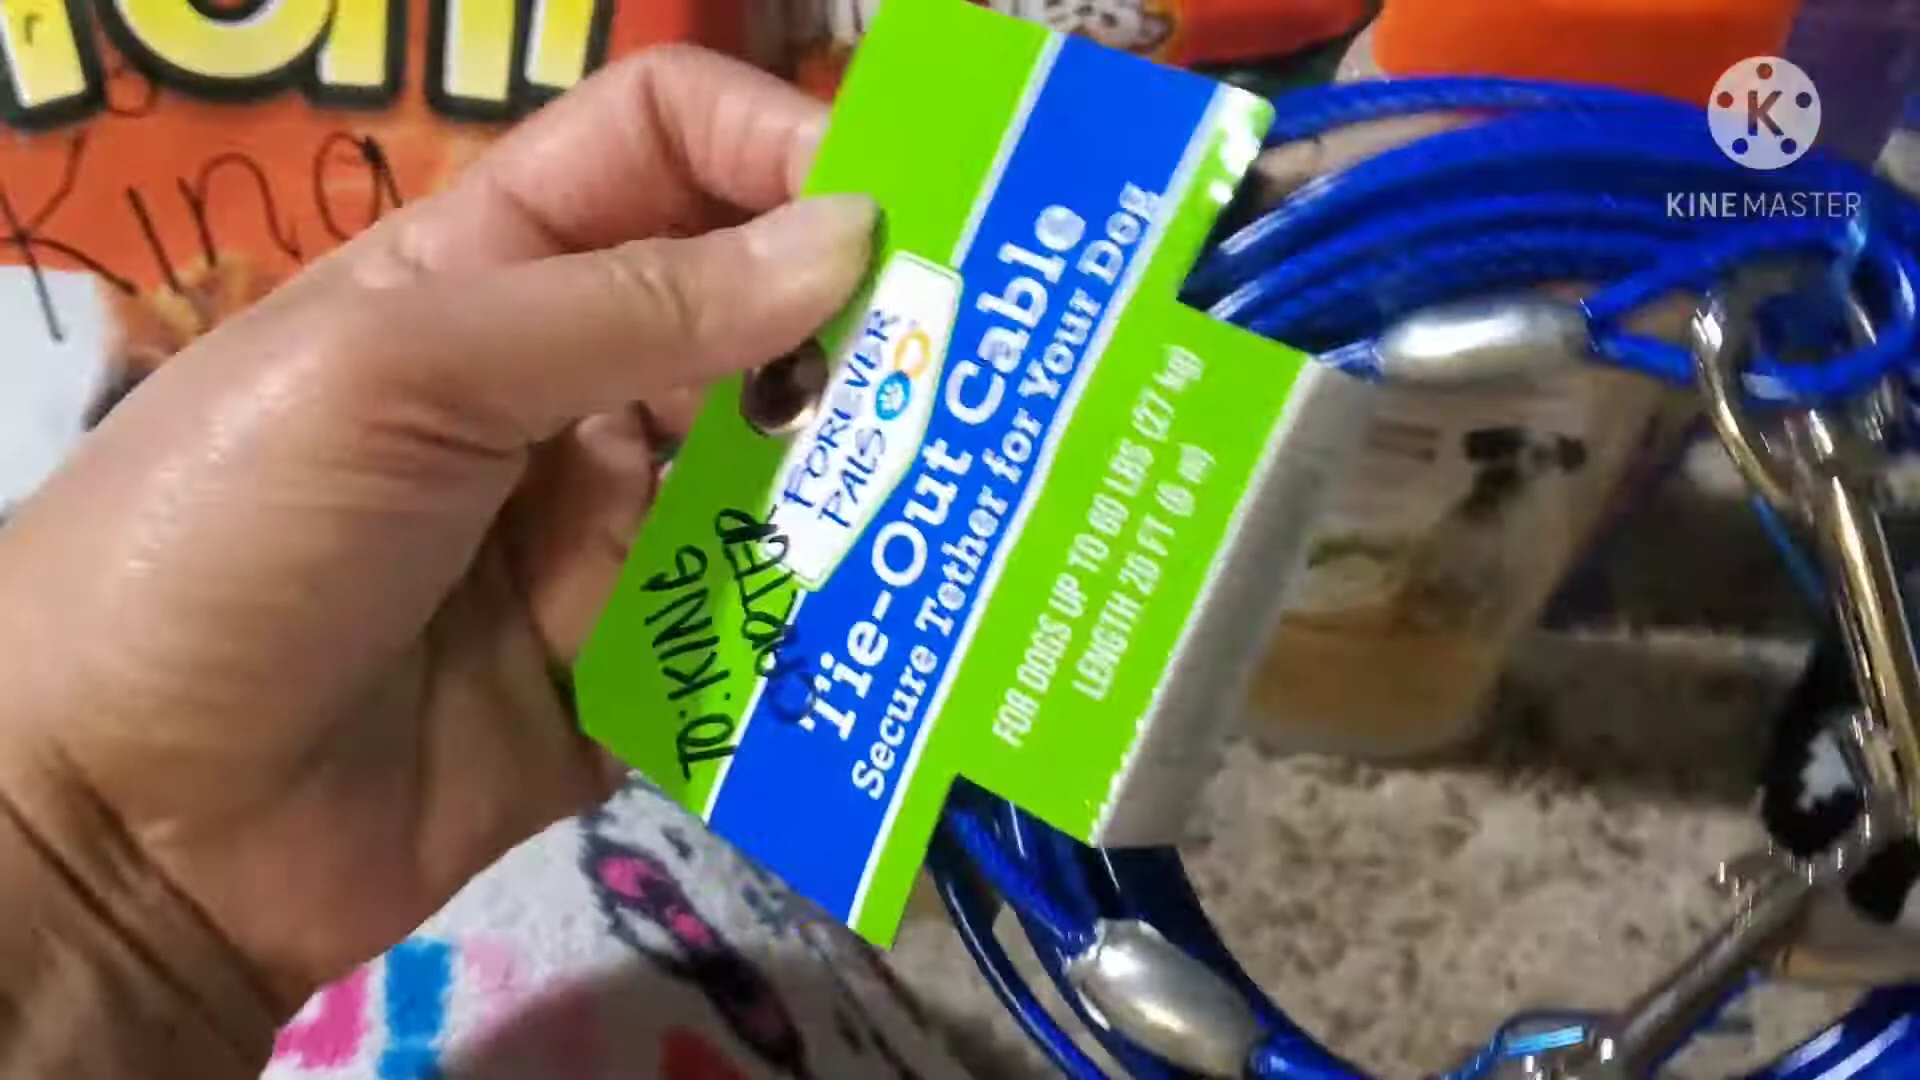 King
KINEMASTER
FOREVER
PALS
Tie-Out Cable
Secure Tether for Your Dog
FOR DOGS UP TO 60 LBS (27 kg)
LENGTH 20 FT (6 m)
TO: KING